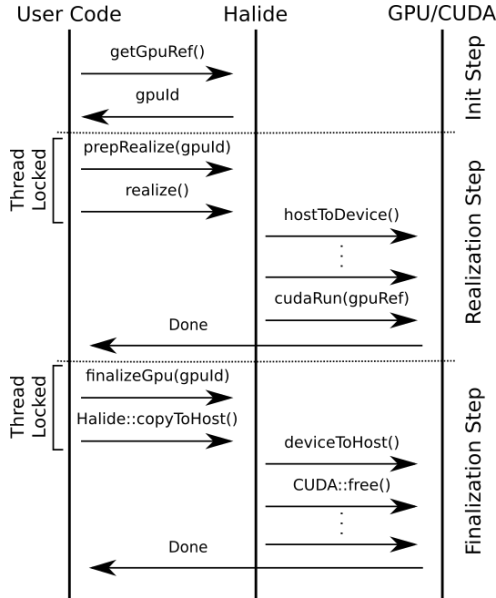 User Code
Halide
GPU/CUDA
getGpuRef()
gpuId
Init Step
Thread
Locked
prepRealize(gpuId)
realize()
hostToDevice()
cudaRun(gpuRef)
Done
Realization Step
Thread
Locked
finalizeGpu(gpuId)
Halide::copyToHost()
deviceToHost()
CUDA::free()
Done
Finalization Step